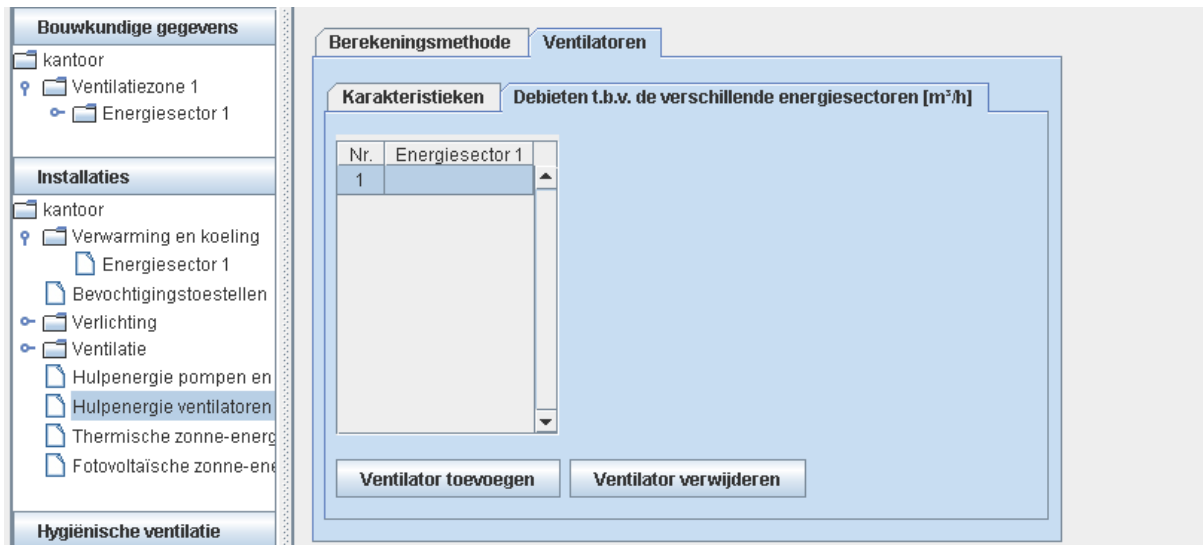 Bouwkundige gegevens
kantoor
Ventilatiezone 1
Energiesector 1
Installaties
kantoor
Verwarming en koeling
Energiesector 1
Bevochtigingstoestellen
Verlichting
Ventilatie
Hulpenergie pompen en
Hulpenergie ventilatoren
Thermische zonne-energ
Fotovoltaïsche zonne-ene
Hygiënische ventilatie
Berekeningsmethode Ventilatoren
Karakteristieken Debieten t.b.v. de verschillende energiesectoren [m³/h]
Nr. Energiesector 1
1
Ventilator toevoegen Ventilator verwijderen